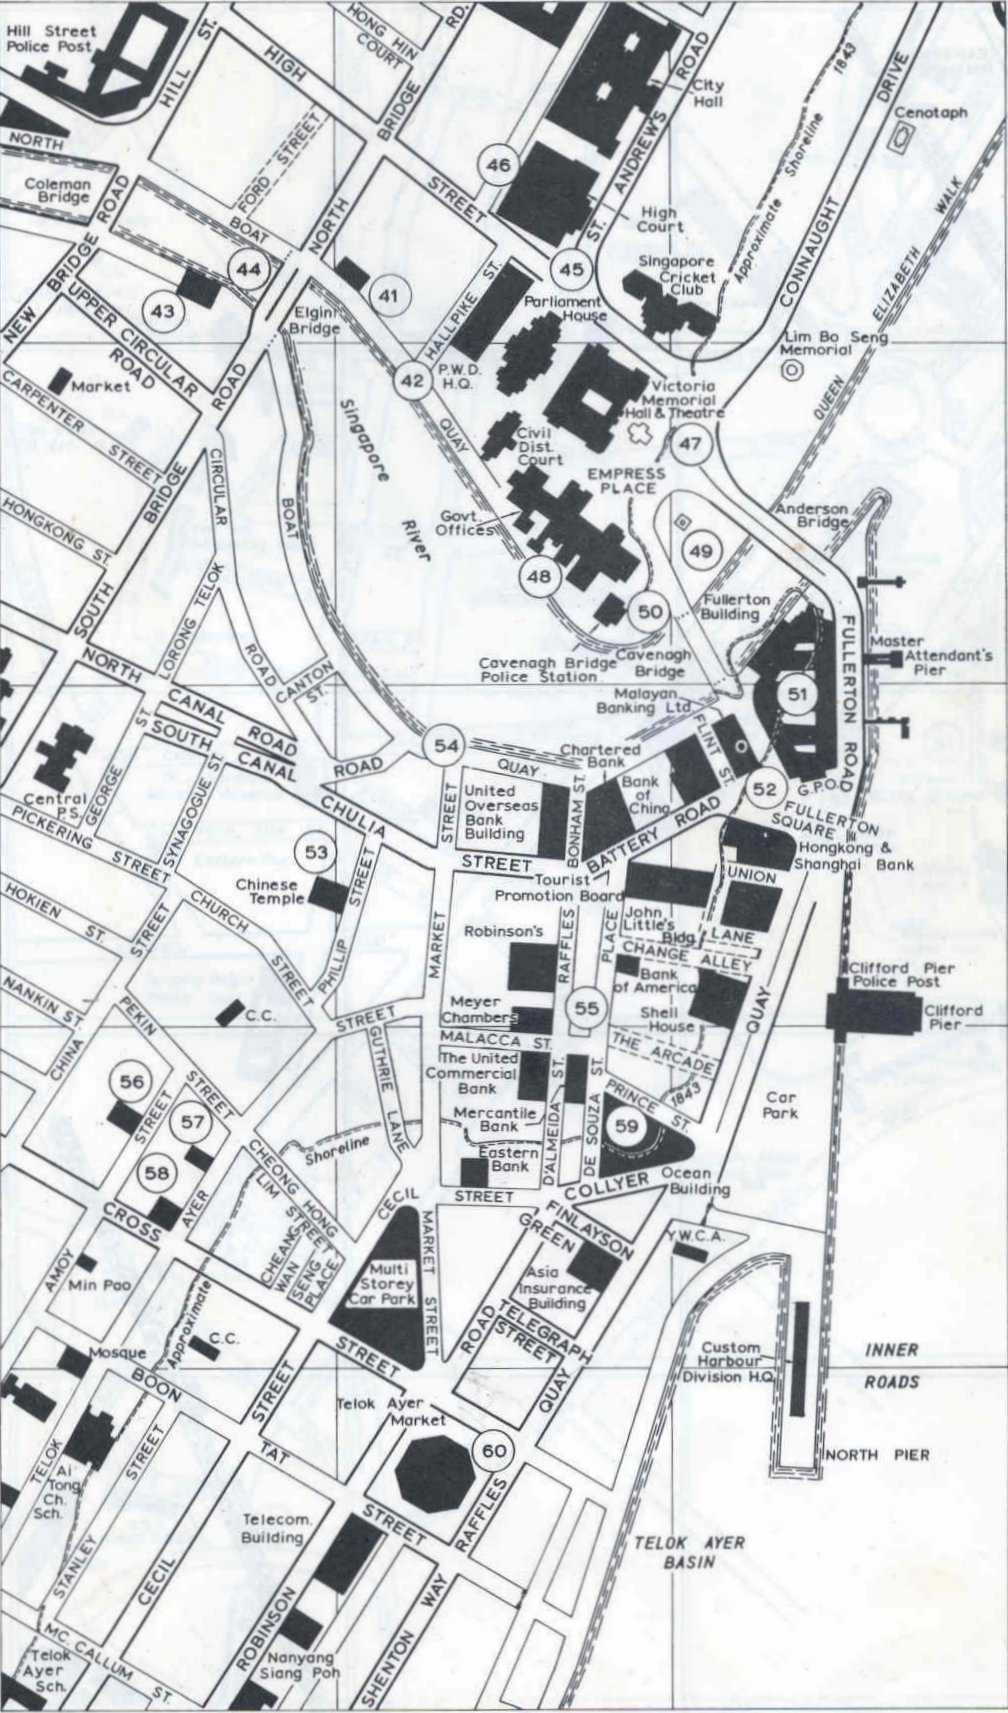 Hill Street
Police Post
HILL
ST.
HIGH
STREET
HONG HIN
COURT
BRIDGE
RD.
NORTH
CITY
Hall
ANDREW'S
ROAD
ST.
Approximate
Shoreline
1843
DRIVE
CONNAUGHT
Cenotaph
NORTH
Coleman
Bridge
FORD
STREET
BOAT
46
High
Court
QUEEN
ELIZABETH
WALK
NEW
BRIDGE
ROAD
44
43
41
45
Singapore
Cricket
Club
UPPER CIRCULAR
ROAD
Elgin
Bridge
HALLPIKE
ST.
Parliament
House
Lim Bo Seng
Memorial
Market
CARPENTER
STREET
ROAD
42
P.W.D.
H.Q.
Victoria
Memorial
Hall & Theatre
Singapore
River
QUAY
Civil
Dist.
Court
47
EMPRESS
PLACE
HONGKONG ST.
SOUTH
BRIDGE
CIRCULAR
ROAD
BOAT
Govt.
Offices
Anderson
Bridge
49
48
50
Fullerton
Building
LORONG TELOK
CANTON
ST.
Cavenagh Bridge
Police Station
Cavenagh
Bridge
FULLERTON
ROAD
Master
Attendant's
Pier
NORTH
CANAL
ROAD
SOUTH
CANAL
ROAD
Malayan
Banking Ltd.
51
FLINT
ST.
54
QUAY
Chartered
Bank
Central
P.S.
GEORGE
ST.
SYNAGOGUE ST.
CHULIA
STREET
STREET
United
Overseas
Bank
Building
BONHAM ST.
Bank
of
China
52
G.P.O.
FULLERTON
SQUARE
PICKERING
STREET
BATTERY
ROAD
Hongkong &
Shanghai Bank
53
Chinese
Temple
Tourist
Promotion Board
UNION
LANE
HOKIEN
ST.
STREET
CHURCH
STREET
PHILLIP
STREET
MARKET
Robinson's
RAFFLES
PLACE
John
Little's
Bldg.
CHANGE ALLEY
NANKIN ST.
CHINA
PEKIN
STREET
C.C.
STREET
GUTHRIE
LANE
Meyer
Chambers
55
Bank
of America
Shell
House
QUAY
Clifford Pier
Police Post
Clifford
Pier
MALACCA ST.
THE ARCADE
The United
Commercial
Bank
Mercantile
Bank
D'ALMEIDA
ST.
DE SOUZA
ST.
PRINCE
ST.
1843
Car
Park
56
STREET
57
58
AYER
CHEONG HONG
LIM
STREET
Shoreline
Eastern
Bank
59
Ocean
Building
CECIL
STREET
COLLYER
CROSS
CHEANG
WAN
SENG
PLACE
MARKET
STREET
FINLAYSON
GREEN
Y.W.C.A.
AMOY
Min Pao
Approximate
Multi
Storey
Car Park
Asia
Insurance
Building
ROAD
TELEGRAPH
STREET
Mosque
C.C.
STREET
STREET
QUAY
Custom
Harbour
Division H.Q.
INNER
ROADS
BOON
TAT
STREET
Telok Ayer
Market
60
NORTH PIER
TELOK
Ai
Tong
Ch.
Sch.
STANLEY
STREET
CECIL
Telecom.
Building
RAFFLES
TELOK AYER
BASIN
MC. CALLUM
ST.
Telok
Ayer
Sch.
ROBINSON
Nanyang
Siang Poh
SHENTON
WAY